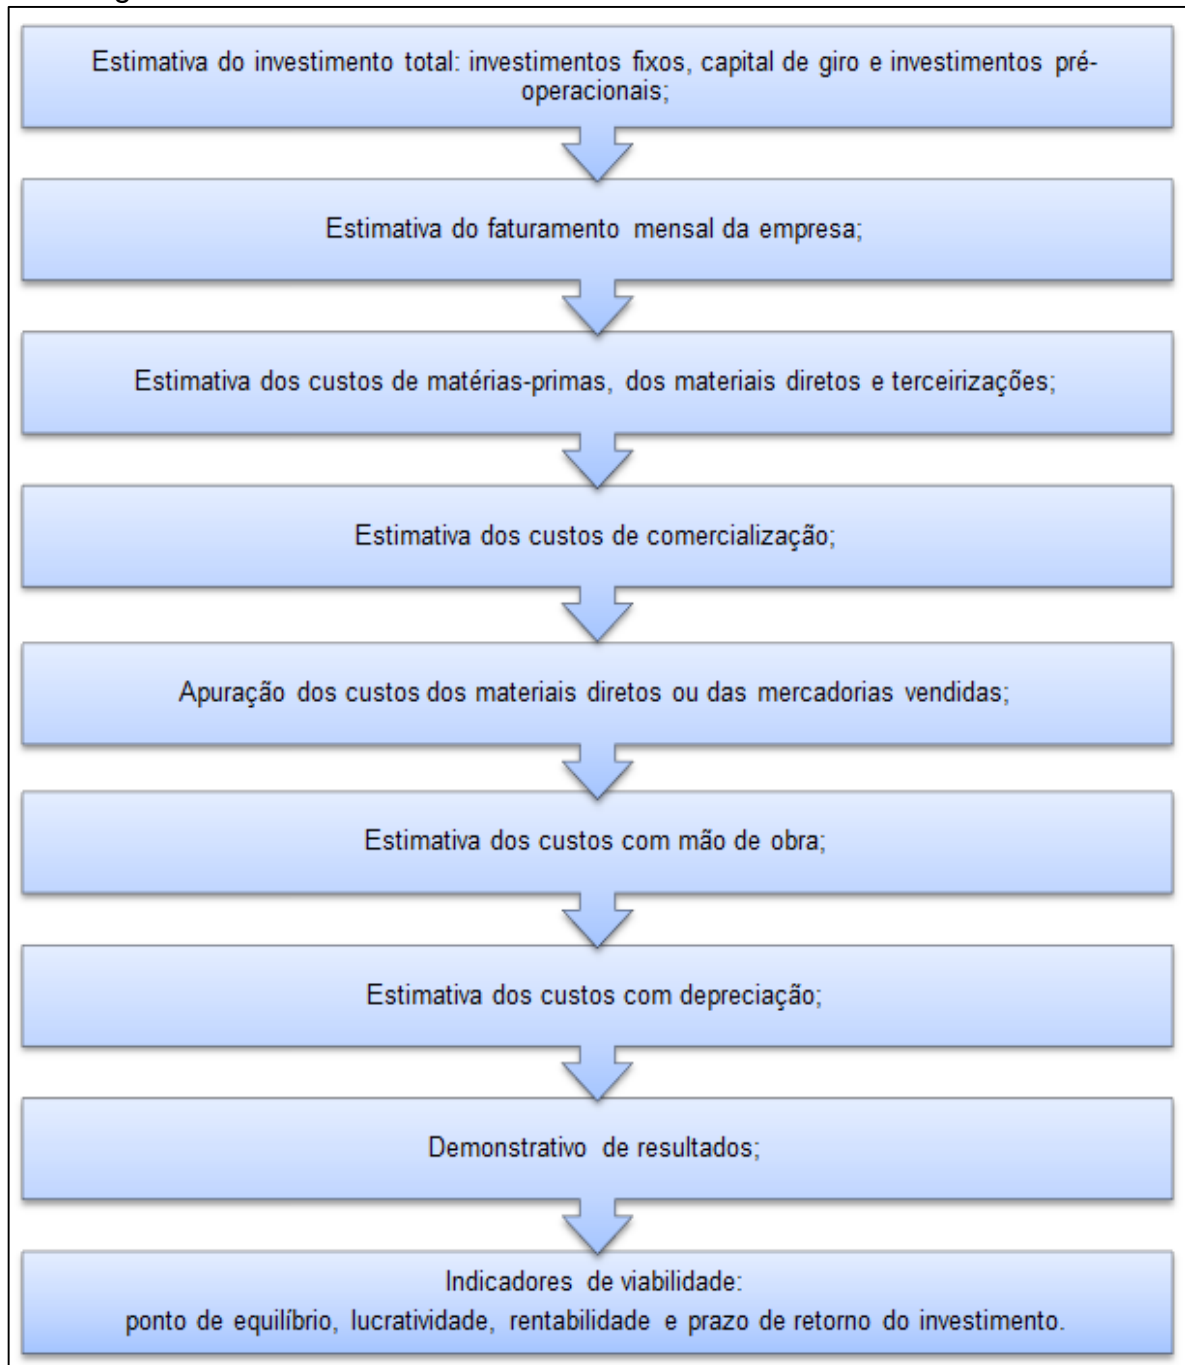 Estimativa do investimento total: investimentos fixos, capital de giro e investimentos pré-
operacionais;
Estimativa do faturamento mensal da empresa;
Estimativa dos custos de matérias-primas, dos materiais diretos e terceirizações;
Estimativa dos custos de comercialização;
Apuração dos custos dos materiais diretos ou das mercadorias vendidas;
Estimativa dos custos com mão de obra;
Estimativa dos custos com depreciação;
Demonstrativo de resultados;
Indicadores de viabilidade:
ponto de equilíbrio, lucratividade, rentabilidade e prazo de retorno do investimento.